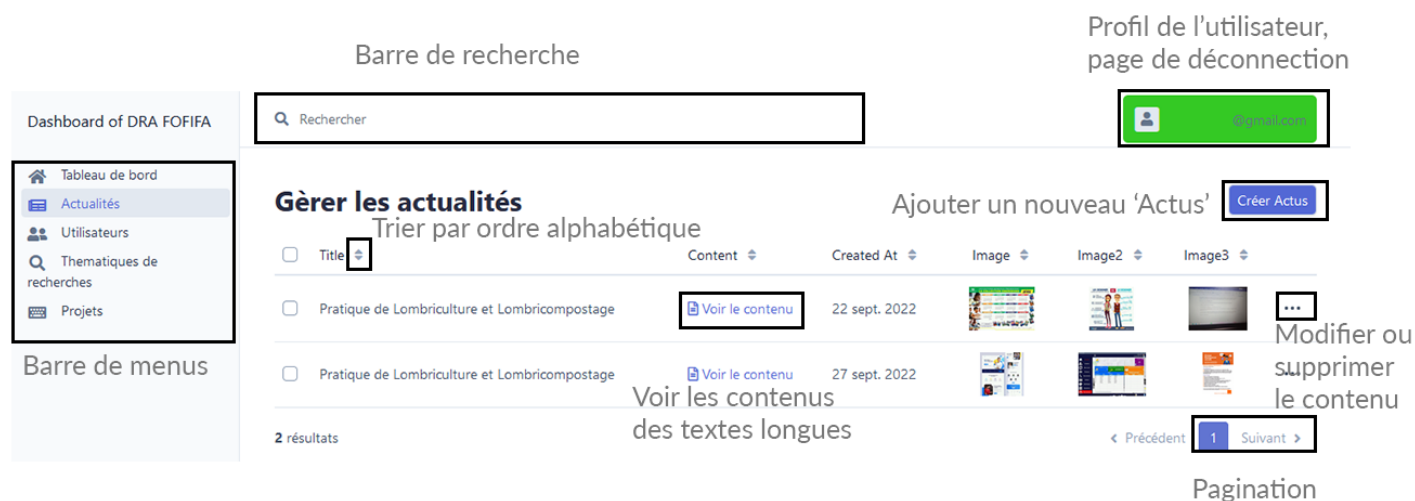 Profil de l’utilisateur,
page de déconnection
Barre de recherche
Dashboard of DRA FOFIFA
Rechercher
@gmail.com
Tableau de bord
Actualités
Utilisateurs
Thematiques de
recherches
Projets
Barre de menus
Gèrer les actualités
Ajouter un nouveau ‘Actus’
Créer Actus
Trier par ordre alphabétique
Title Content Created At Image Image2 Image3
Pratique de Lombriculture et Lombricompostage Voir le contenu 22 sept. 2022 ...
Modifier ou
supprimer
le contenu
Pratique de Lombriculture et Lombricompostage Voir le contenu 27 sept. 2022
Voir les contenus
des textes longues
2 résultats
Précédent 1 Suivant
Pagination